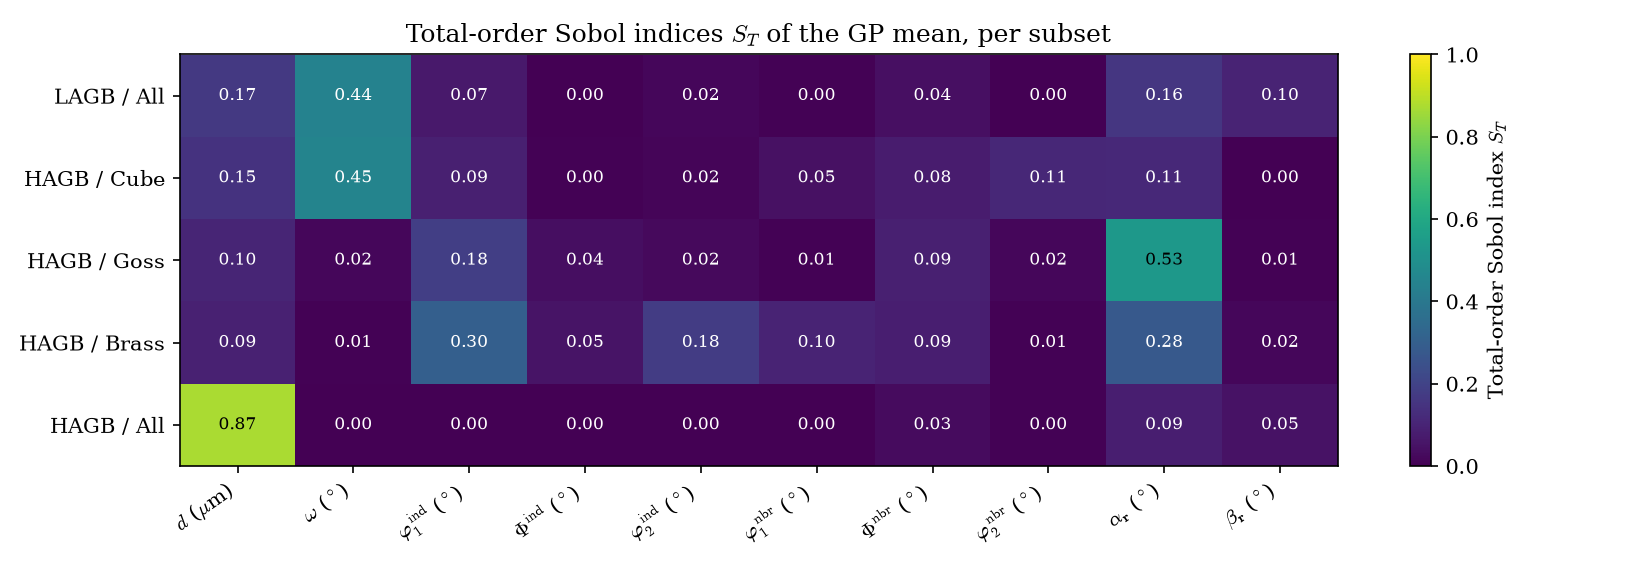 Total-order Sobol indices S_T of the GP mean, per subset
LAGB / All 0.17 0.44 0.07 0.00 0.02 0.00 0.04 0.00 0.16 0.10
HAGB / Cube 0.15 0.45 0.09 0.00 0.02 0.05 0.08 0.11 0.11 0.00
HAGB / Goss 0.10 0.02 0.18 0.04 0.02 0.01 0.09 0.02 0.53 0.01
HAGB / Brass 0.09 0.01 0.30 0.05 0.18 0.10 0.09 0.01 0.28 0.02
HAGB / All 0.87 0.00 0.00 0.00 0.00 0.00 0.03 0.00 0.09 0.05
d (μm) ω (°) φ₁^ind (°) Φ^ind (°) φ₂^ind (°) φ₁^nbr (°) Φ^nbr (°) φ₂^nbr (°) α_r (°) β_r (°)
1.0
0.8
0.6
0.4
0.2
0.0
Total-order Sobol index S_T